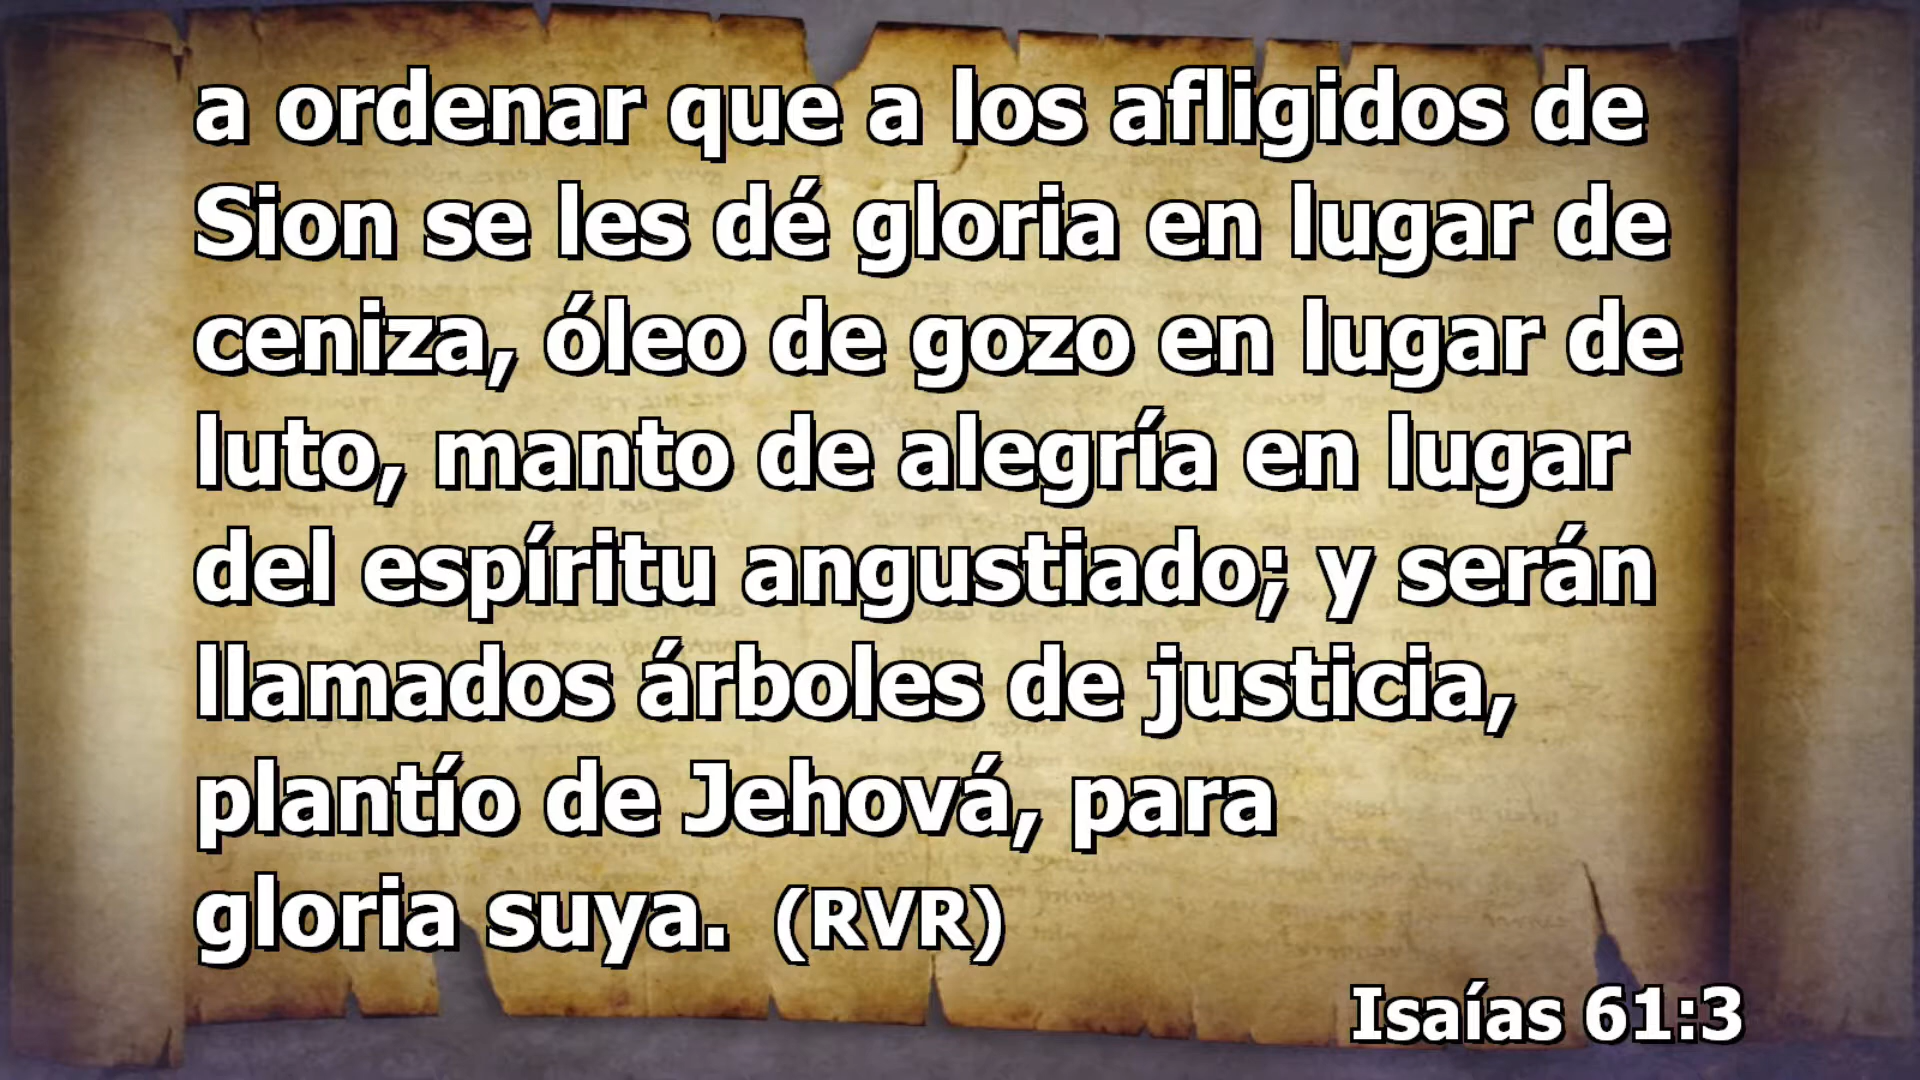 a ordenar que a los afligidos de
Sion se les dé gloria en lugar de
ceniza, óleo de gozo en lugar de
luto, manto de alegría en lugar
del espíritu angustiado; y serán
llamados árboles de justicia,
plantío de Jehová, para
gloria suya. (RVR)
Isaías 61:3